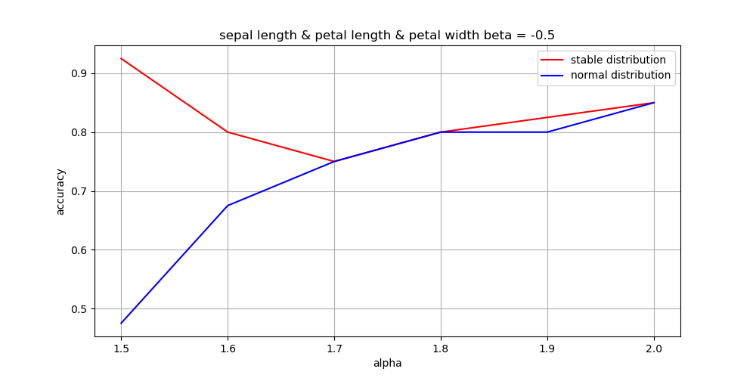 sepal length & petal length & petal width beta = -0.5
stable distribution
normal distribution
0.9
0.8
0.7
0.6
0.5
accuracy
1.5 1.6 1.7 1.8 1.9 2.0
alpha